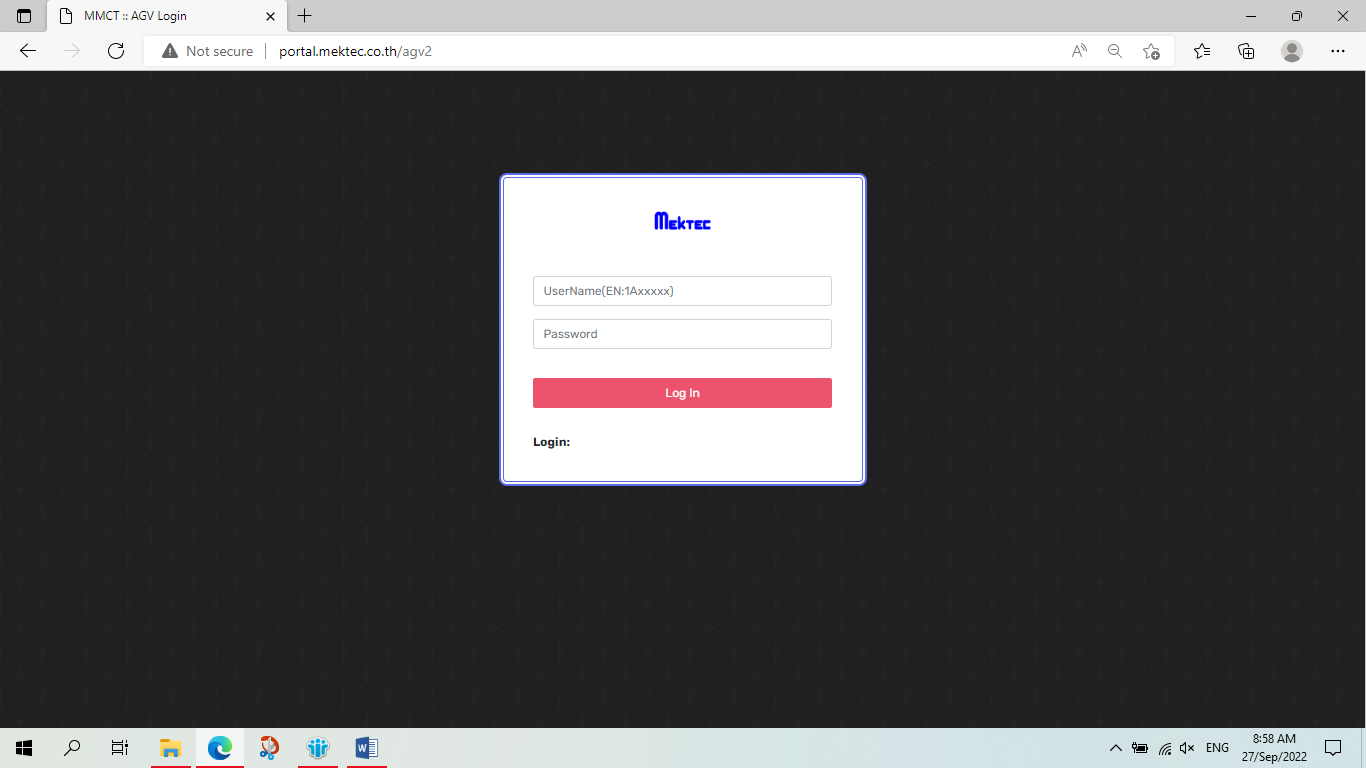 MMCT :: AGV Login
Not secure
portal.mektec.co.th/agv2
Mektec
UserName(EN:1Axxxxx)
Password
Log In
Login:
ENG
8:58 AM
27/Sep/2022